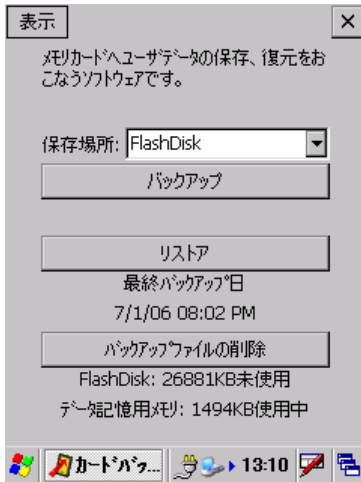 表示
×
ﾒﾓﾘｶｰﾄﾞへﾕｰｻﾞﾃﾞｰﾀの保存、復元をお
こなうｿﾌﾄｳｪｱです。
保存場所: FlashDisk
ﾊﾞｯｸｱｯﾌﾟ
ﾘｽﾄｱ
最終ﾊﾞｯｸｱｯﾌﾟ日
7/1/06 08:02 PM
ﾊﾞｯｸｱｯﾌﾟﾌｧｲﾙの削除
FlashDisk: 26881KB未使用
ﾃﾞｰﾀ記憶用ﾒﾓﾘ: 1494KB使用中
ｶｰﾄﾞﾊﾞｯ... 13:10